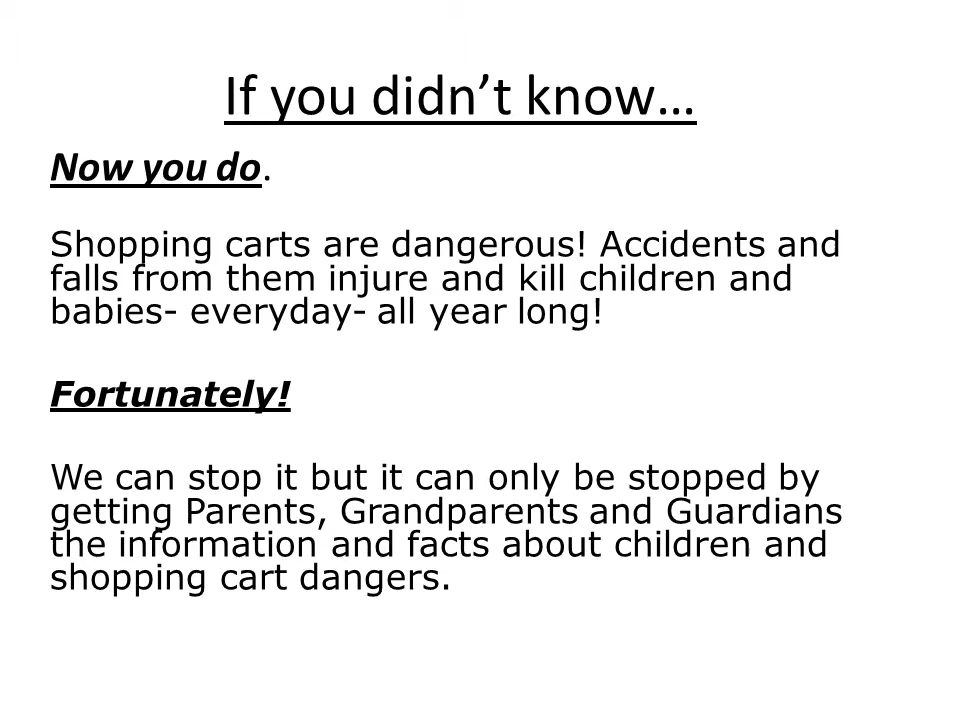 If you didn’t know…
Now you do.
Shopping carts are dangerous! Accidents and
falls from them injure and kill children and
babies- everyday- all year long!
Fortunately!
We can stop it but it can only be stopped by
getting Parents, Grandparents and Guardians
the information and facts about children and
shopping cart dangers.